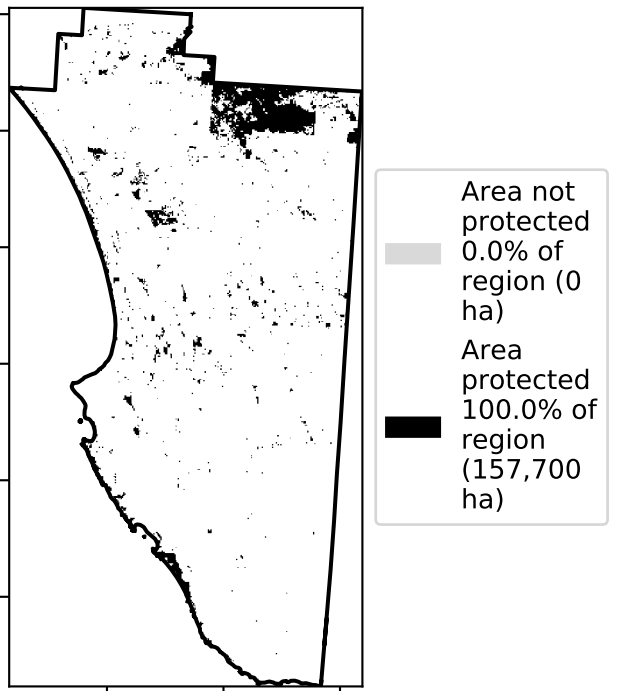 Area not
protected
0.0% of
region (0
ha)
Area
protected
100.0% of
region
(157,700
ha)